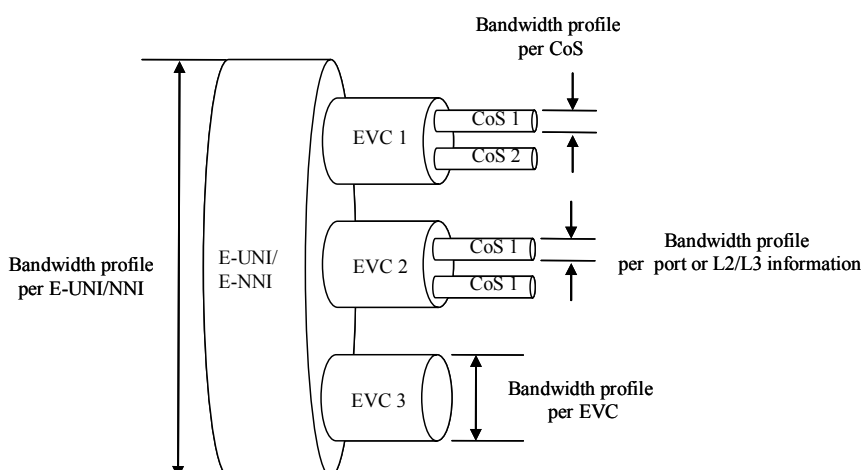 Bandwidth profile
per CoS
CoS 1
EVC 1
CoS 2
CoS 1
EVC 2
CoS 1
E-UNI/
E-NNI
Bandwidth profile
per E-UNI/NNI
Bandwidth profile
per port or L2/L3 information
EVC 3
Bandwidth profile
per EVC